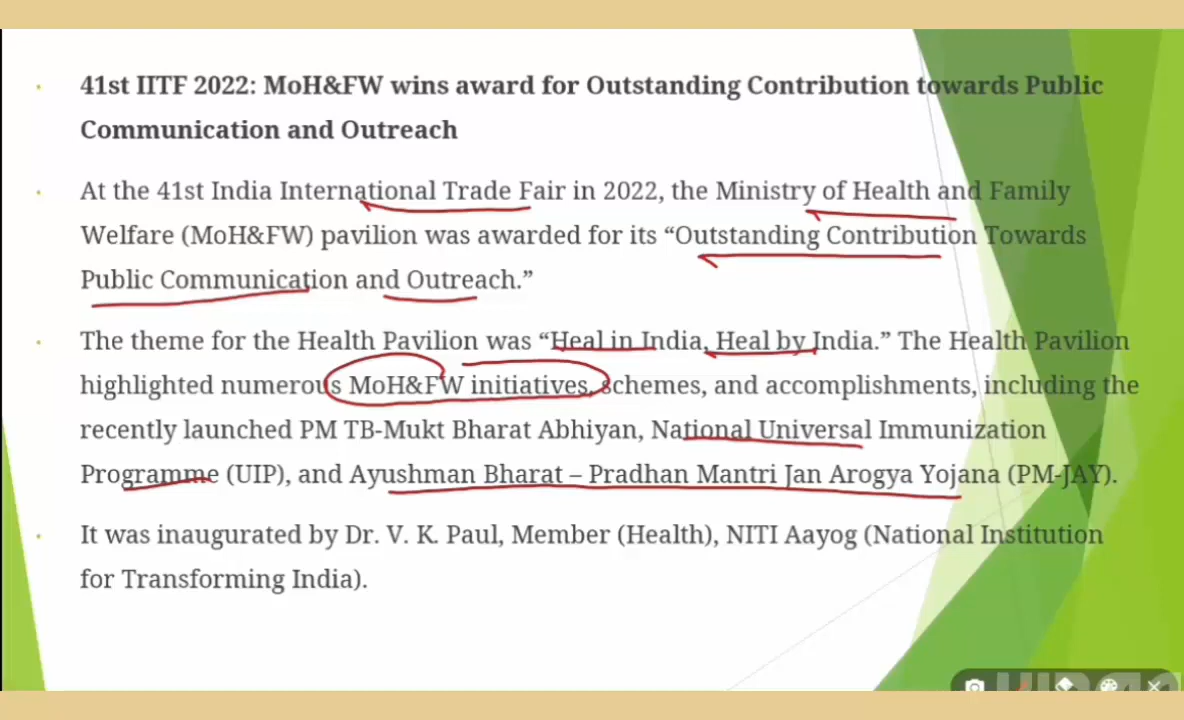 41st IITF 2022: MoH&FW wins award for Outstanding Contribution towards Public
Communication and Outreach
At the 41st India International Trade Fair in 2022, the Ministry of Health and Family
Welfare (MoH&FW) pavilion was awarded for its “Outstanding Contribution Towards
Public Communication and Outreach.”
The theme for the Health Pavilion was “Heal in India, Heal by India.” The Health Pavilion
highlighted numerous MoH&FW initiatives, schemes, and accomplishments, including the
recently launched PM TB-Mukt Bharat Abhiyan, National Universal Immunization
Programme (UIP), and Ayushman Bharat – Pradhan Mantri Jan Arogya Yojana (PM-JAY).
It was inaugurated by Dr. V. K. Paul, Member (Health), NITI Aayog (National Institution
for Transforming India).